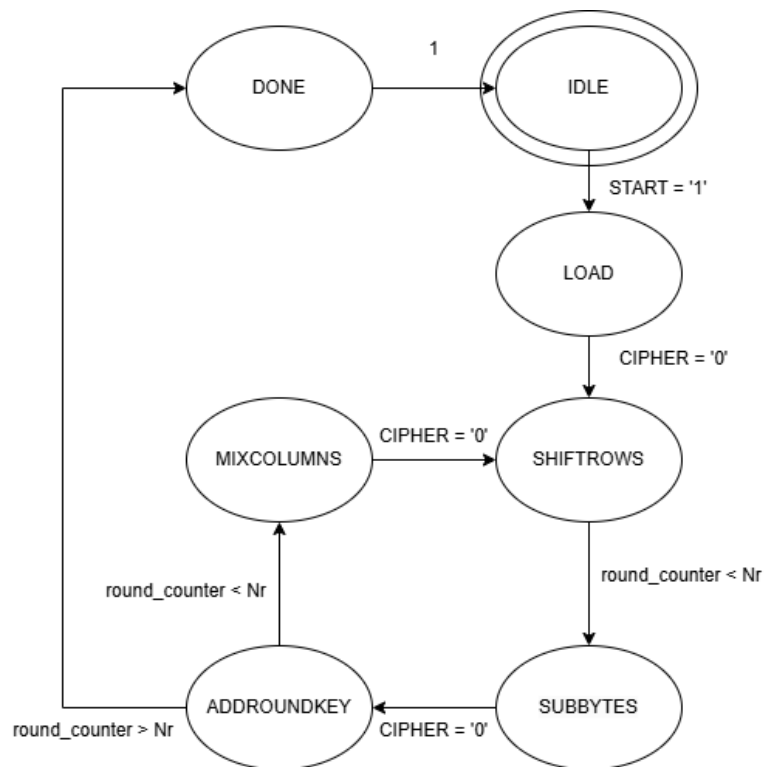 1
DONE
IDLE
START = '1'
LOAD
CIPHER = '0'
CIPHER = '0'
MIXCOLUMNS
SHIFTROWS
round_counter < Nr
round_counter < Nr
ADDROUNDKEY
SUBBYTES
round_counter > Nr
CIPHER = '0'